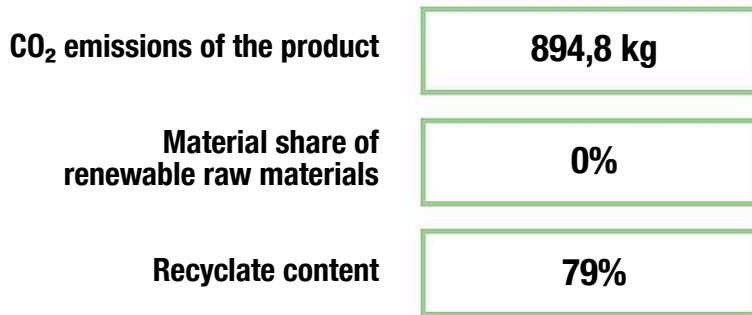 CO₂ emissions of the product
894,8 kg
Material share of
renewable raw materials
0%
Recyclate content
79%